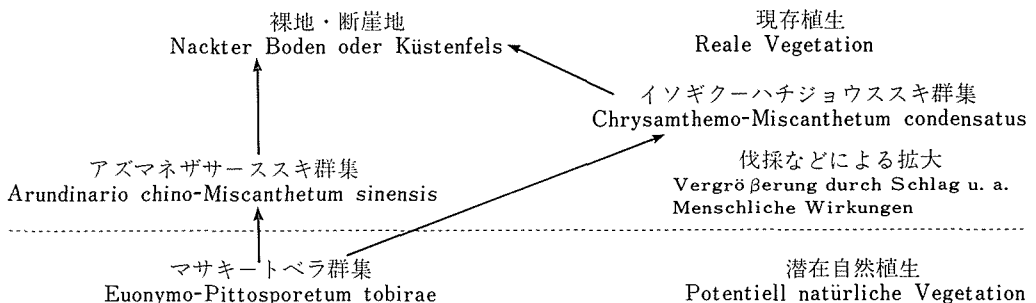 裸地・断崖地
Nackter Boden oder Küstenfels
現存植生
Reale Vegetation
イソギクーハチジョウススキ群集
Chrysamthemo-Miscanthetum condensatus
アズマネザサーススキ群集
Arundinario chino-Miscanthetum sinensis
伐採などによる拡大
Vergrößerung durch Schlag u. a.
Menschliche Wirkungen
マサキートベラ群集
Euonymo-Pittosporetum tobirae
潜在自然植生
Potentiell natürliche Vegetation